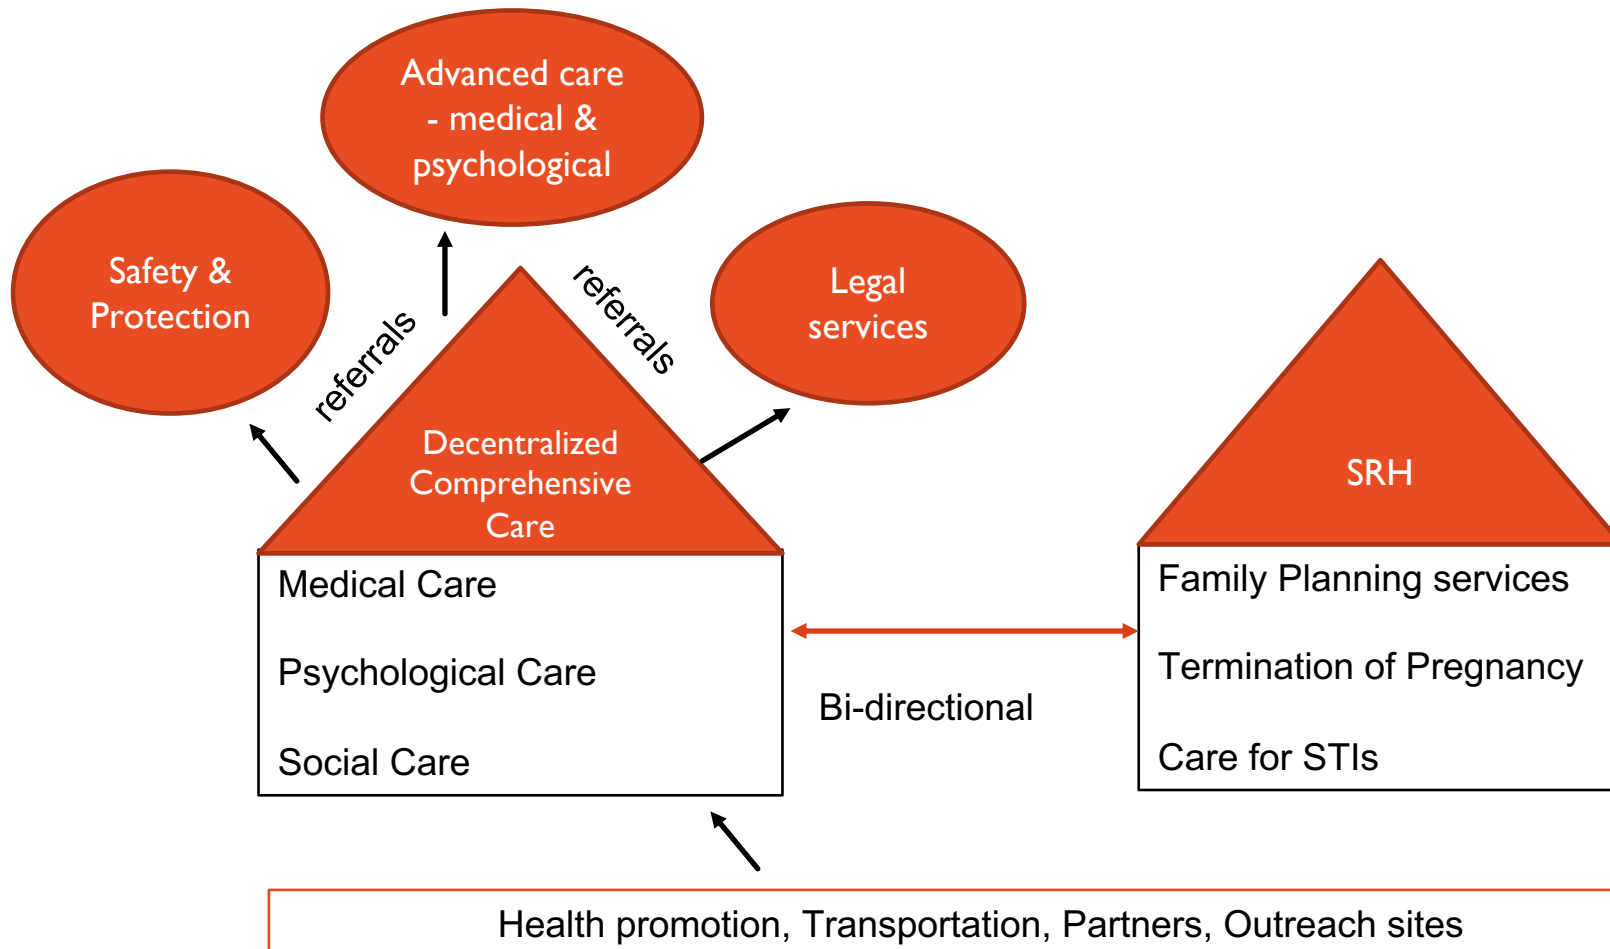 Advanced care
- medical &
psychological
Safety &
Protection
referrals
referrals
Legal
services
Decentralized
Comprehensive
Care
SRH
Medical Care
Psychological Care
Social Care
Bi-directional
Family Planning services
Termination of Pregnancy
Care for STIs
Health promotion, Transportation, Partners, Outreach sites